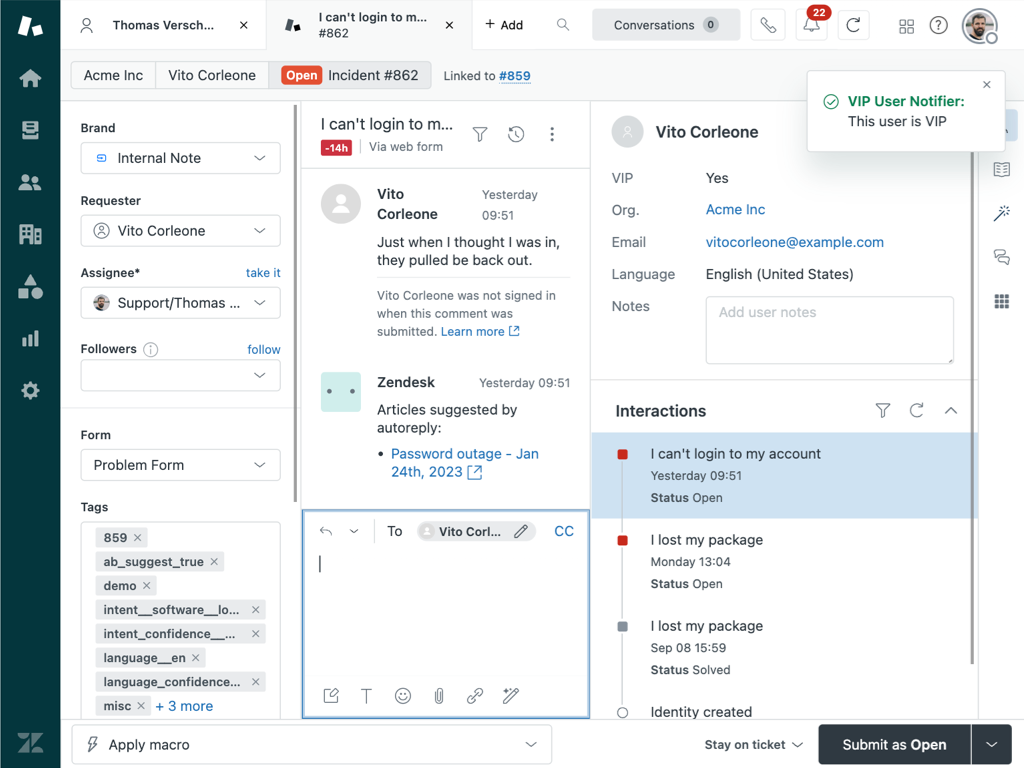 Thomas Versch...
I can't login to m...
#862
+ Add
Conversations 0
22
Acme Inc
Vito Corleone
Open Incident #862
Linked to #859
VIP User Notifier:
This user is VIP
Brand
Internal Note
Requester
Vito Corleone
Assignee*
take it
Support/Thomas ...
Followers
follow
Form
Problem Form
Tags
859
ab_suggest_true
demo
intent__software__lo...
intent_confidence__...
language__en
language_confidence...
misc
+ 3 more
I can't login to m...
-14h Via web form
Vito
Corleone
Yesterday
09:51
Just when I thought I was in,
they pulled be back out.
Vito Corleone was not signed in
when this comment was
submitted. Learn more
Zendesk
Yesterday 09:51
Articles suggested by
autoreply:
• Password outage - Jan
24th, 2023
To Vito Corl... CC
Vito Corleone
VIP Yes
Org. Acme Inc
Email vitocorleone@example.com
Language English (United States)
Notes Add user notes
Interactions
I can't login to my account
Yesterday 09:51
Status Open
I lost my package
Monday 13:04
Status Open
I lost my package
Sep 08 15:59
Status Solved
Identity created
Apply macro
Stay on ticket
Submit as Open